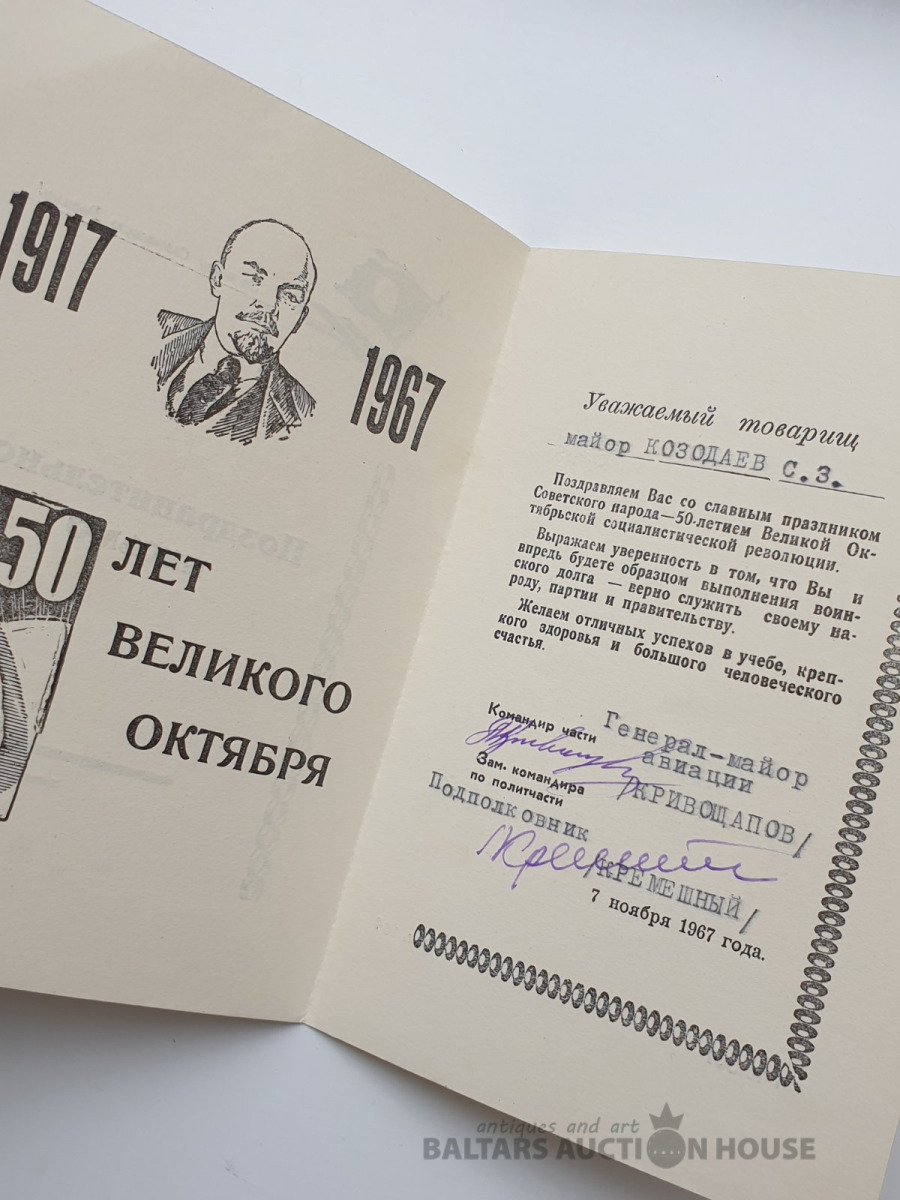 1917
1967
50
ЛЕТ
ВЕЛИКОГО
ОКТЯБРЯ
Уважаемый товарищ
майор КОЗОДАЕВ С.З.
Поздравляем Вас со славным праздником
Советского народа—50-летием Великой Ок-
тябрьской социалистической революции.
Выражаем уверенность в том, что Вы и
впредь будете образцом выполнения воин-
ского долга — верно служить своему на-
роду, партии и правительству.
Желаем отличных успехов в учебе, креп-
кого здоровья и большого человеческого
счастья.
Командир части Генерал-майор
авиации
/КРИВОЩАПОВ/
Зам. командира
по политчасти
Подполковник
/КРЕМЕШНЫЙ/
7 ноября 1967 года.
antiques and art
BALTARS AUCTION HOUSE